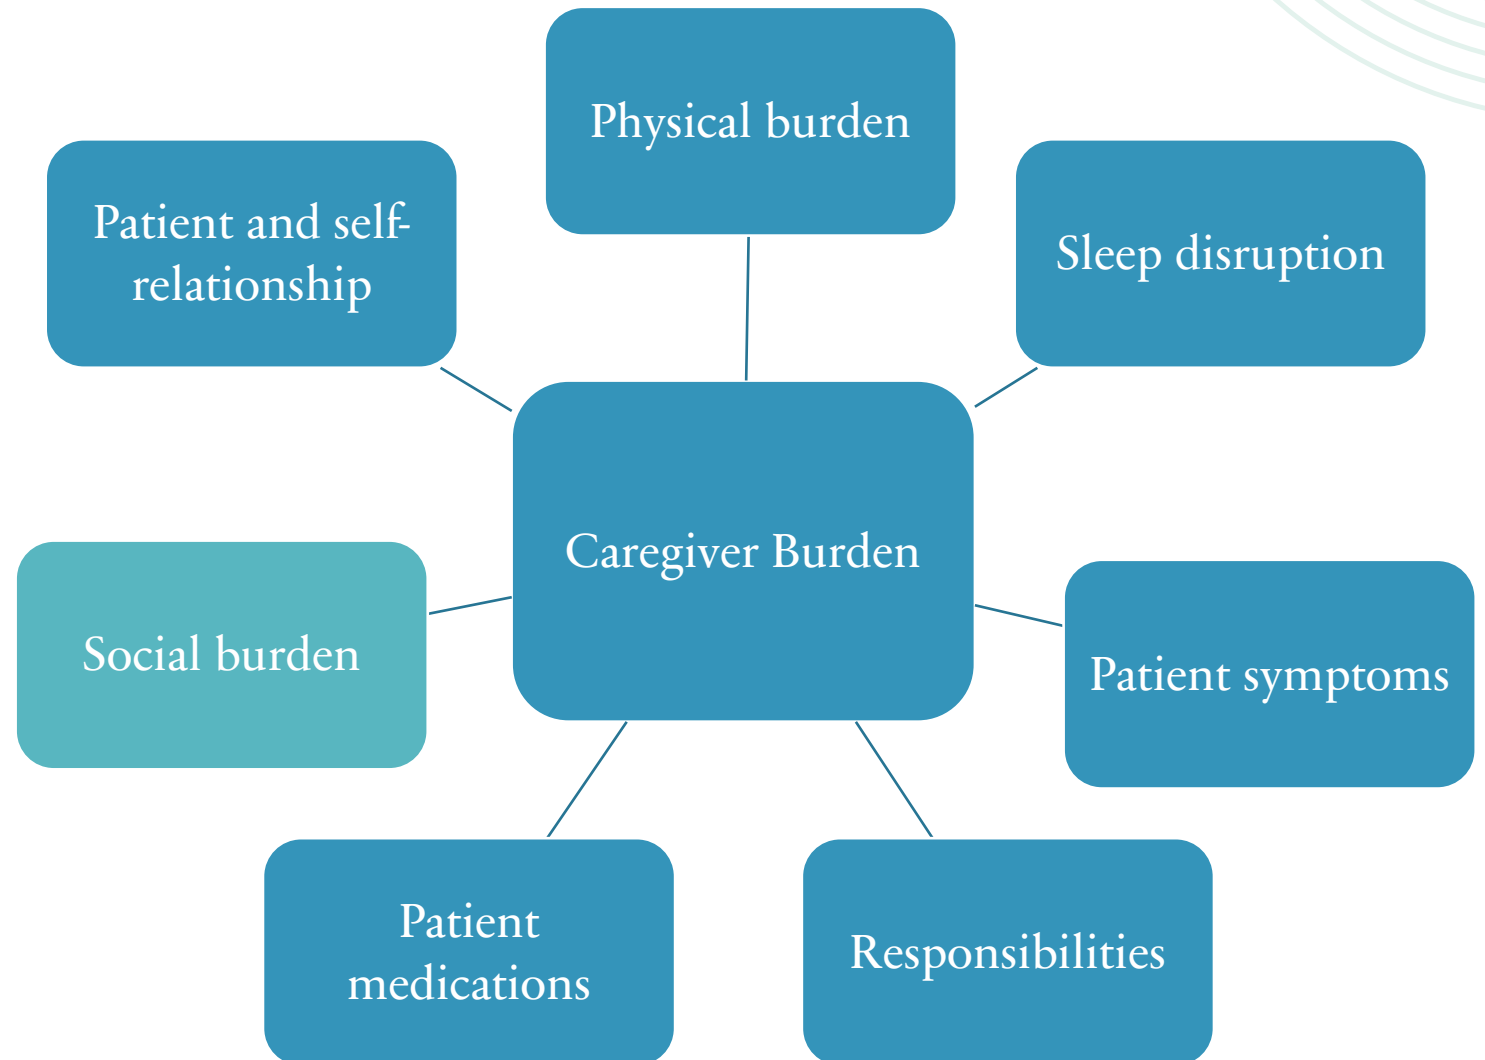 Physical burden
Patient and self-
relationship
Sleep disruption
Caregiver Burden
Social burden
Patient symptoms
Patient
medications
Responsibilities